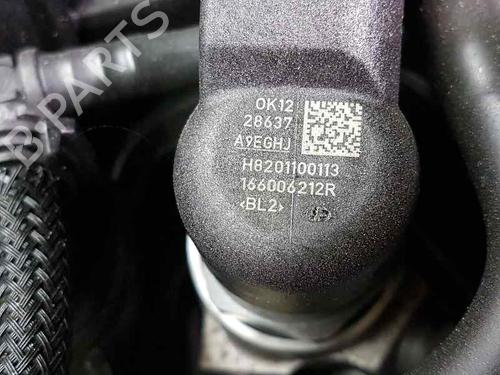 B-PARTS
OK12
28637
A9EGHJ
H8201100113
166006212R
<BL2>